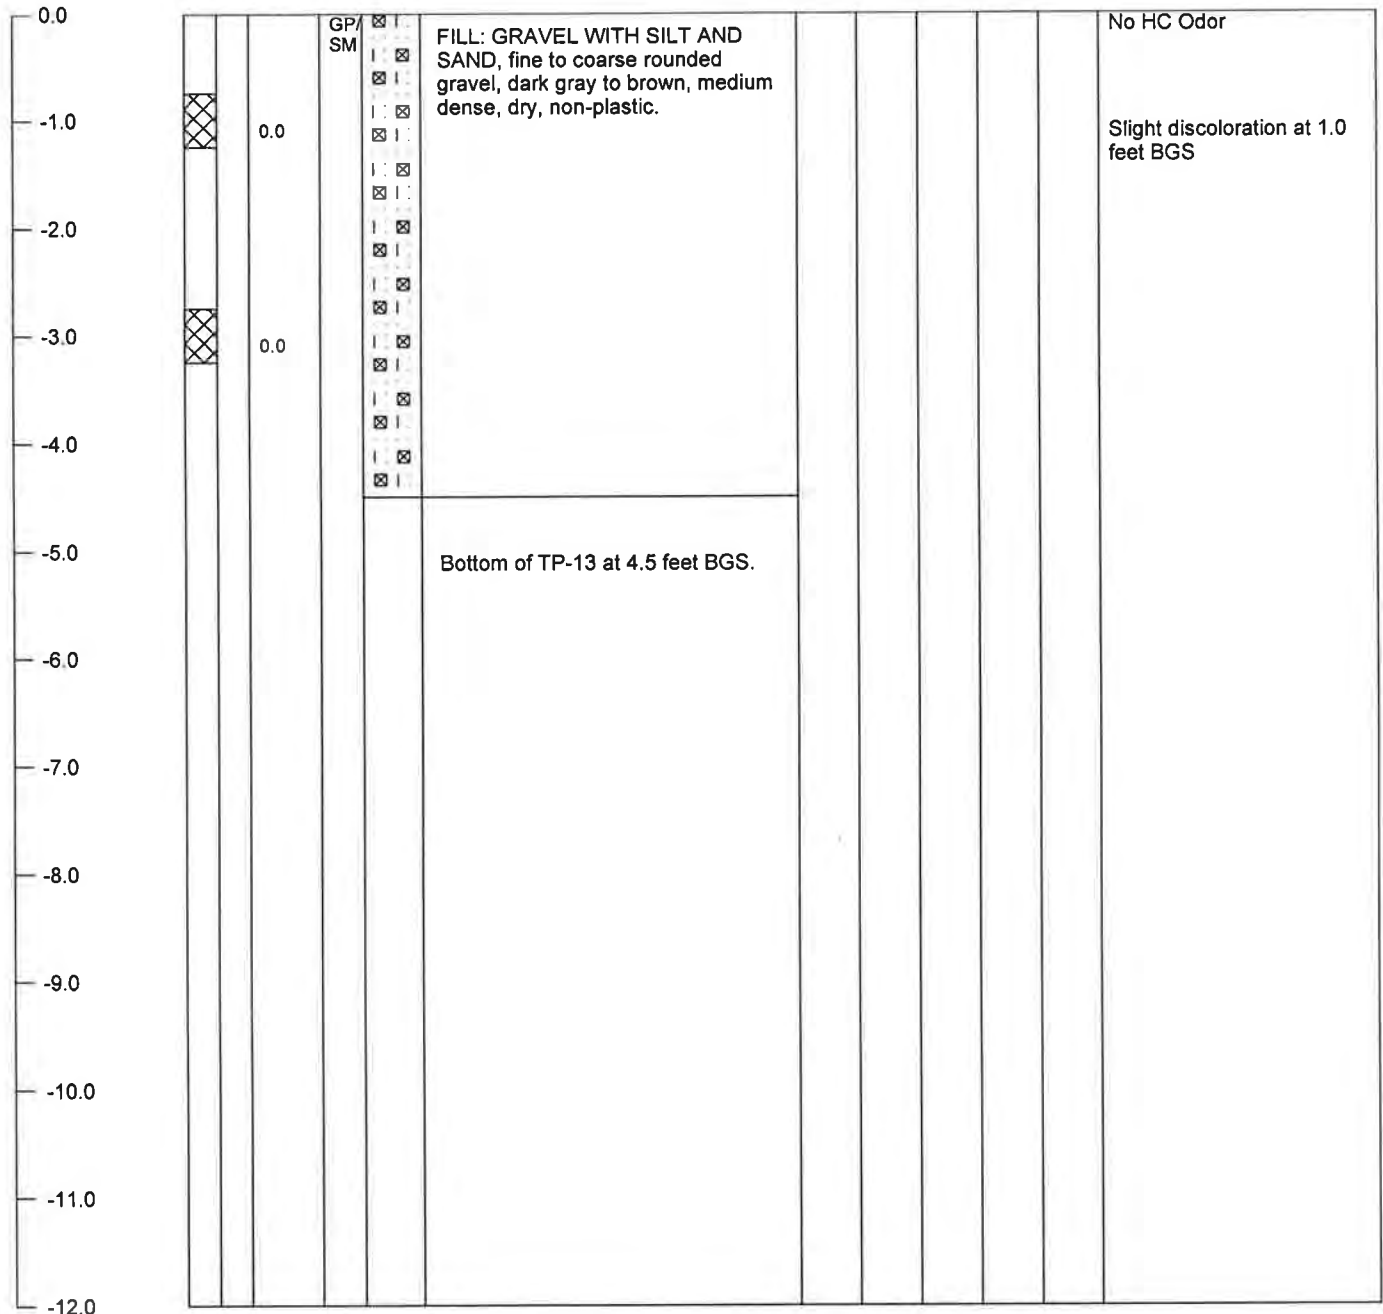 0.0
GP/
SM
FILL: GRAVEL WITH SILT AND
SAND, fine to coarse rounded
gravel, dark gray to brown, medium
dense, dry, non-plastic.
No HC Odor
-1.0
0.0
Slight discoloration at 1.0
feet BGS
-2.0
-3.0
0.0
-4.0
-5.0
Bottom of TP-13 at 4.5 feet BGS.
-6.0
-7.0
-8.0
-9.0
-10.0
-11.0
-12.0